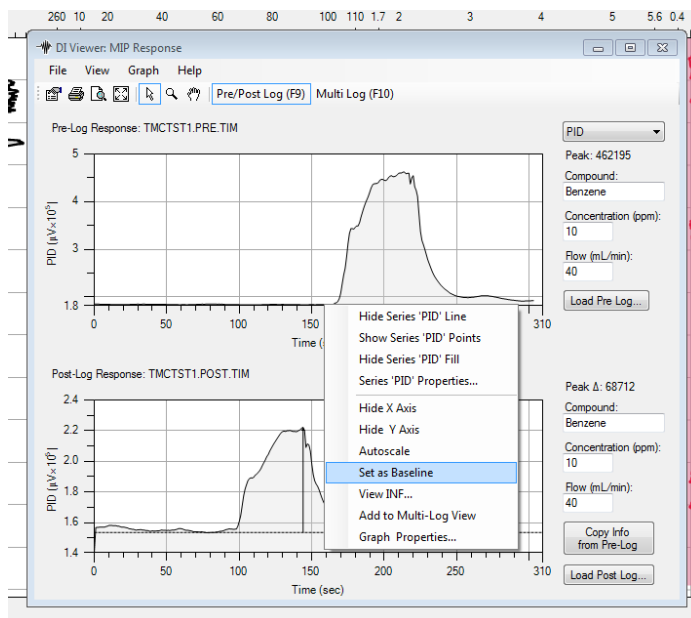 260 10 20 40 60 80 100 110 1.7 2 3 4 5 5.6 0.4
DI Viewer: MIP Response
File View Graph Help
Pre/Post Log (F9) Multi Log (F10)
Pre-Log Response: TMCTST1.PRE.TIM
PID
Peak: 462195
Compound:
Benzene
Concentration (ppm):
10
Flow (mL/min):
40
Load Pre Log...
5
4
3
1.8
PID (µV×10⁵)
0 50 100 150 310
Time (s
Hide Series 'PID' Line
Show Series 'PID' Points
Hide Series 'PID' Fill
Series 'PID' Properties...
Hide X Axis
Hide Y Axis
Autoscale
Set as Baseline
View INF...
Add to Multi-Log View
Graph Properties...
Post-Log Response: TMCTST1.POST.TIM
Peak Δ: 68712
Compound:
Benzene
Concentration (ppm):
10
Flow (mL/min):
40
Copy Info
from Pre-Log
Load Post Log...
2.4
2.2
2.0
1.8
1.6
1.4
PID (µV×10⁵)
0 50 100 150 200 250 310
Time (sec)